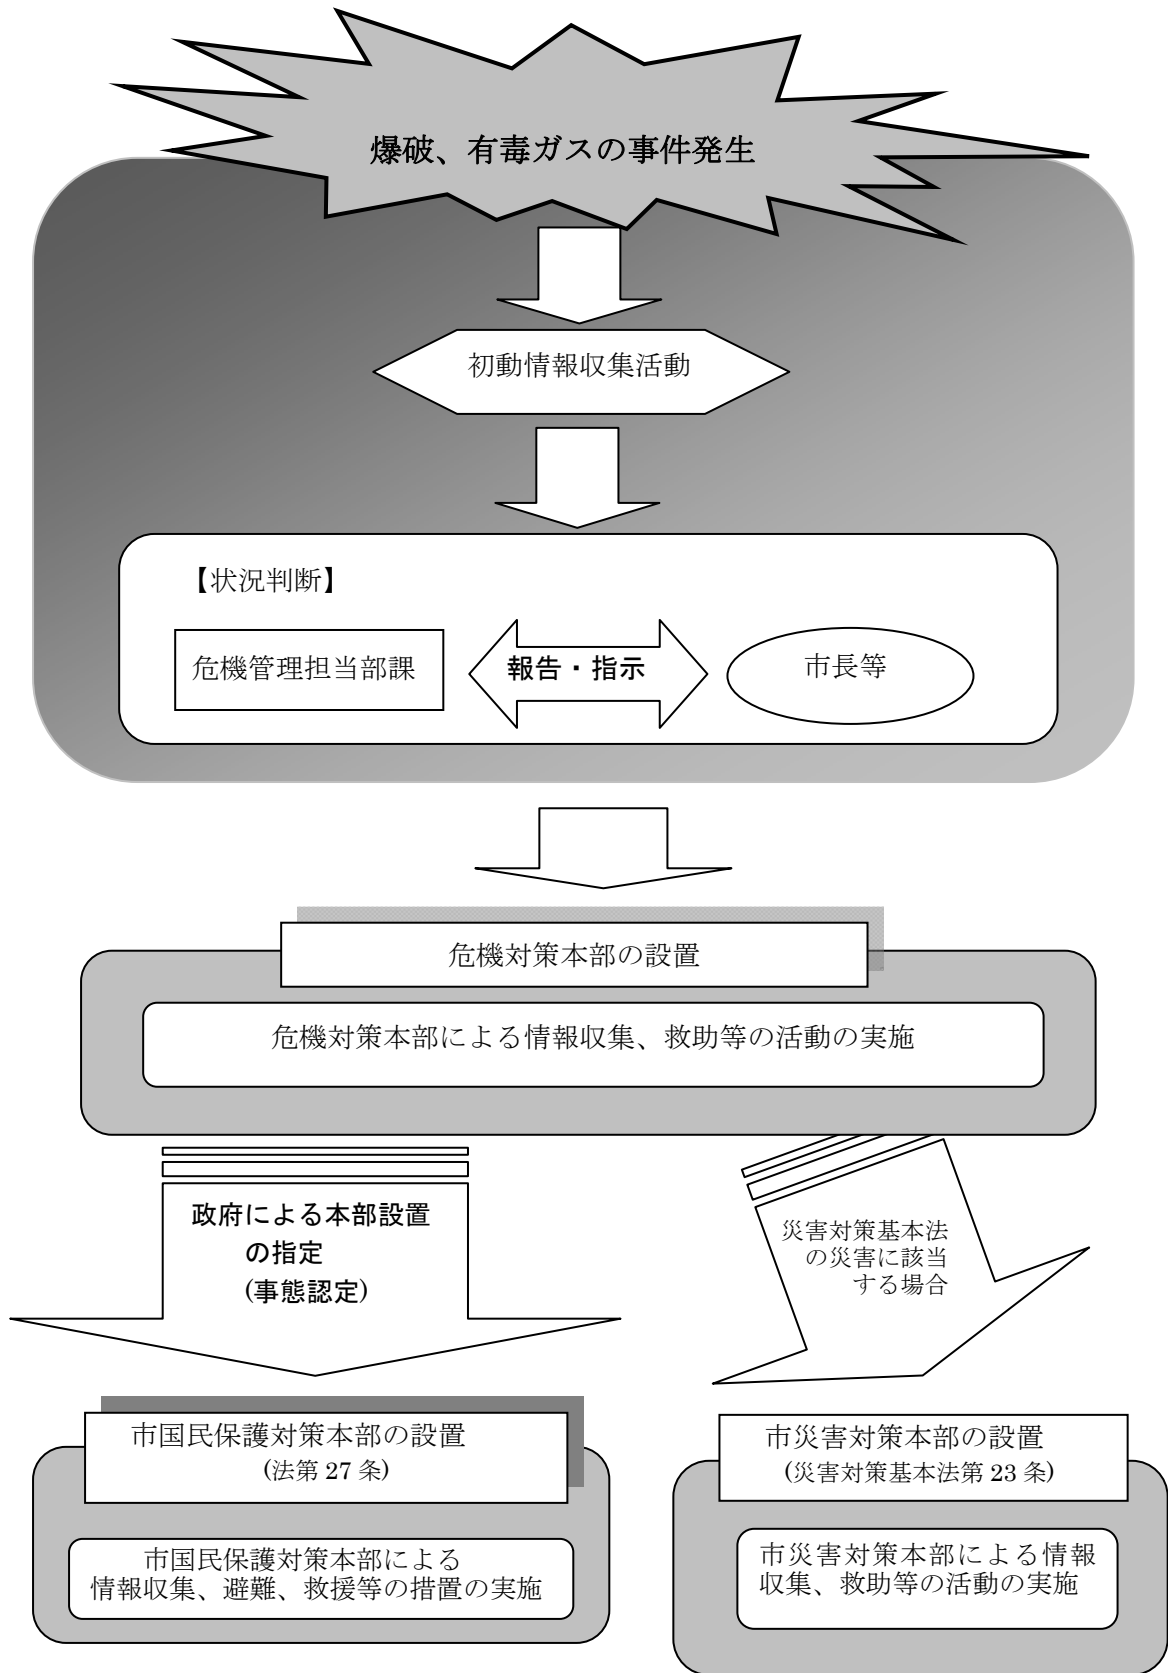 爆破、有毒ガスの事件発生
初動情報収集活動
【状況判断】
危機管理担当部課
報告・指示
市長等
危機対策本部の設置
危機対策本部による情報収集、救助等の活動の実施
政府による本部設置
の指定
(事態認定)
災害対策基本法
の災害に該当
する場合
市国民保護対策本部の設置
(法第 27 条)
市国民保護対策本部による
情報収集、避難、救援等の措置の実施
市災害対策本部の設置
(災害対策基本法第 23 条)
市災害対策本部による情報
収集、救助等の活動の実施